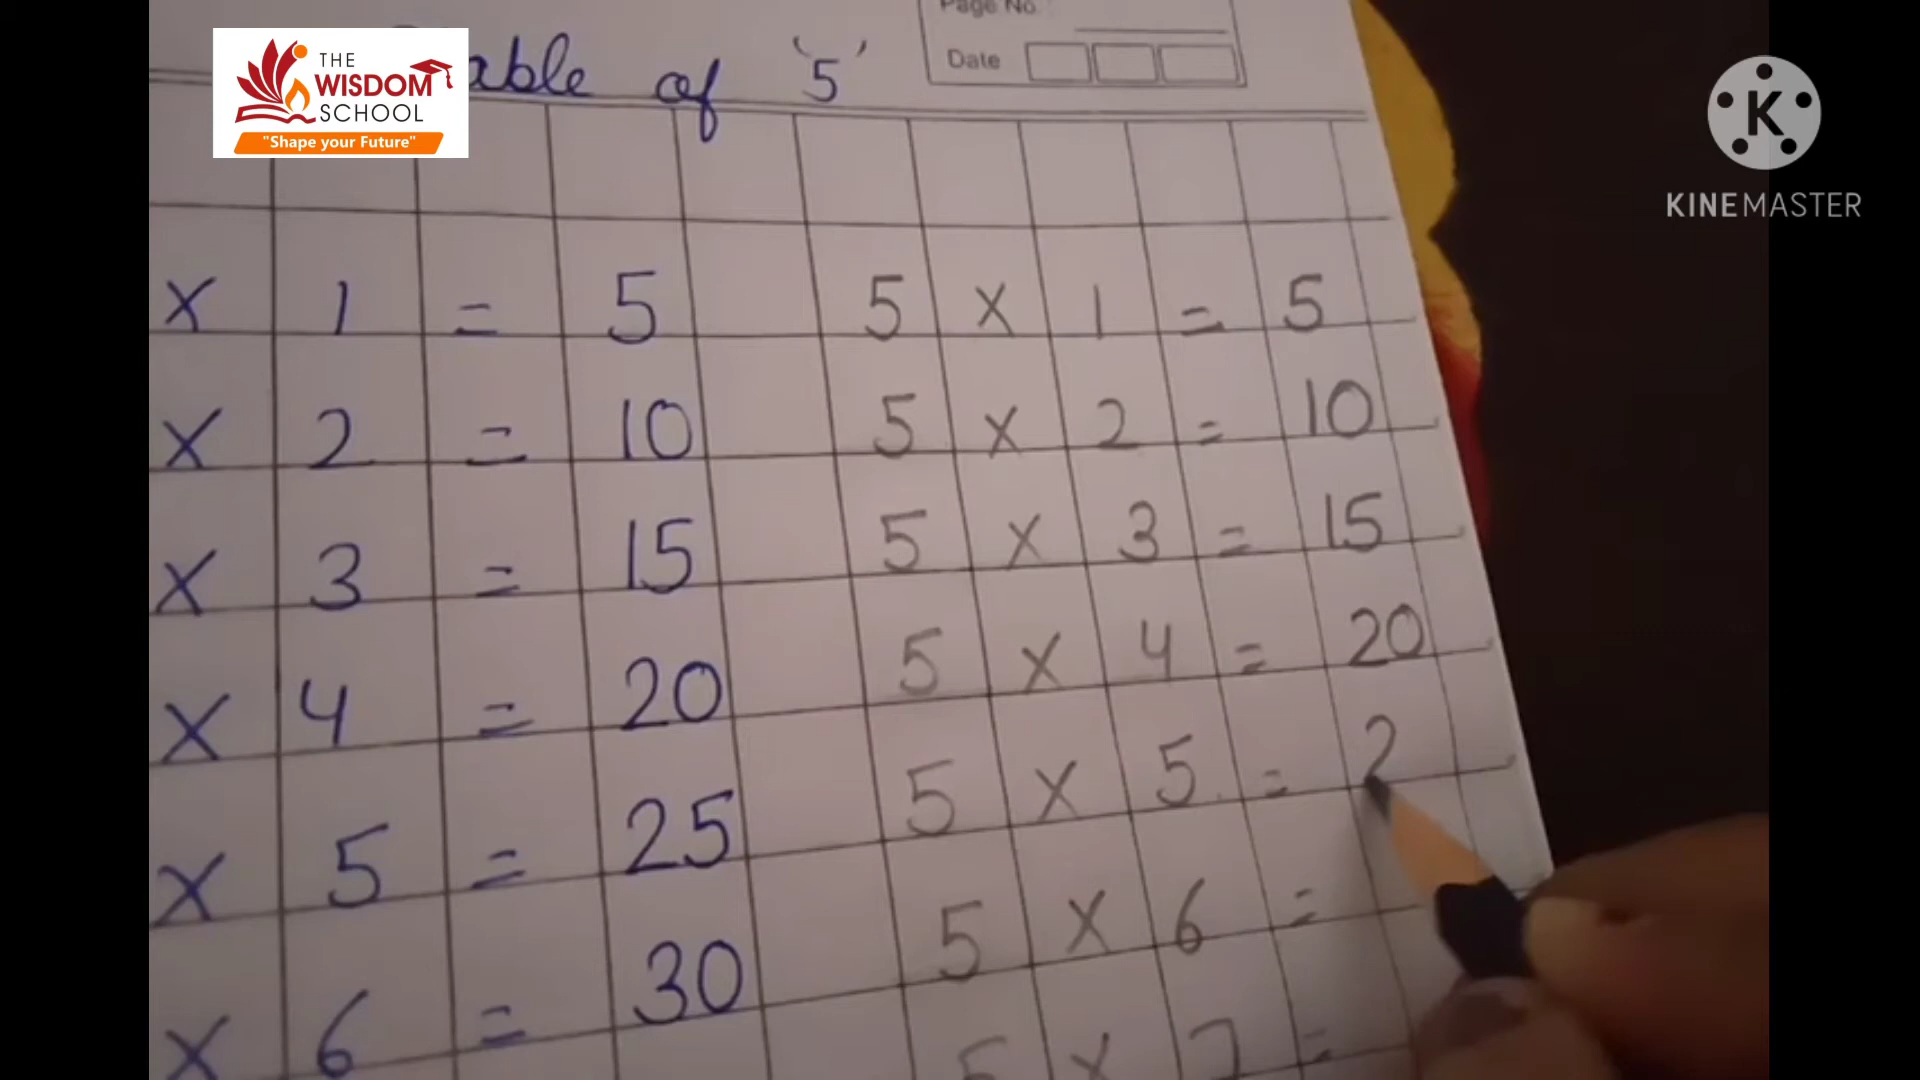 Page No.
THE
WISDOM
SCHOOL
"Shape your Future"
able of '5'
Date
K
KINEMASTER
x 1 = 5 5 x 1 = 5
x 2 = 10 5 x 2 = 10
x 3 = 15 5 x 3 = 15
x 4 = 20 5 x 4 = 20
x 5 = 25 5 x 5 = 2
x 6 = 30 5 x 6 =
5 x 7 =